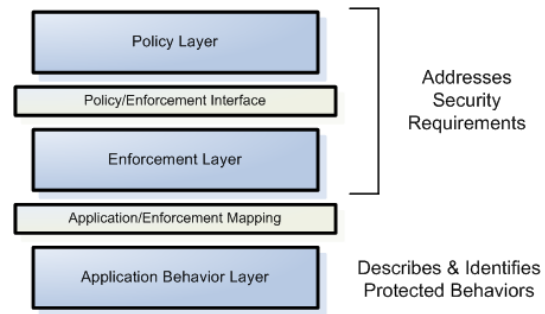 Policy Layer
Policy/Enforcement Interface
Enforcement Layer
Application/Enforcement Mapping
Application Behavior Layer
Addresses
Security
Requirements
Describes & Identifies
Protected Behaviors